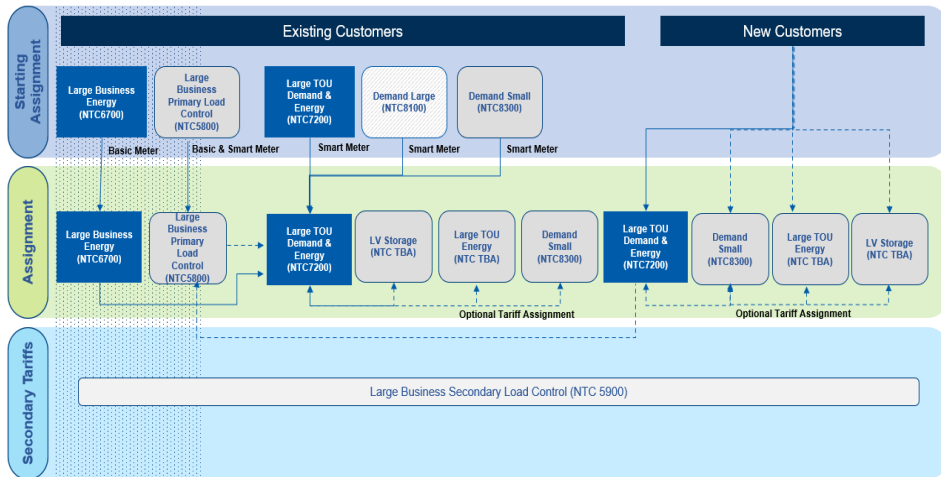 Starting
Assignment
Existing Customers
New Customers
Large Business
Energy
(NTC6700)
Large
Business
Primary Load
Control
(NTC5800)
Large TOU
Demand &
Energy
(NTC7200)
Demand Large
(NTC8100)
Demand Small
(NTC8300)
Basic Meter
Basic & Smart Meter
Smart Meter
Smart Meter
Smart Meter
Assignment
Large Business
Energy
(NTC6700)
Large
Business
Primary
Load
Control
(NTC5800)
Large TOU
Demand &
Energy
(NTC7200)
LV Storage
(NTC TBA)
Large TOU
Energy
(NTC TBA)
Demand
Small
(NTC8300)
Large TOU
Demand &
Energy
(NTC7200)
Demand
Small
(NTC8300)
Large TOU
Energy
(NTC TBA)
LV Storage
(NTC TBA)
Optional Tariff Assignment
Optional Tariff Assignment
Secondary Tariffs
Large Business Secondary Load Control (NTC 5900)